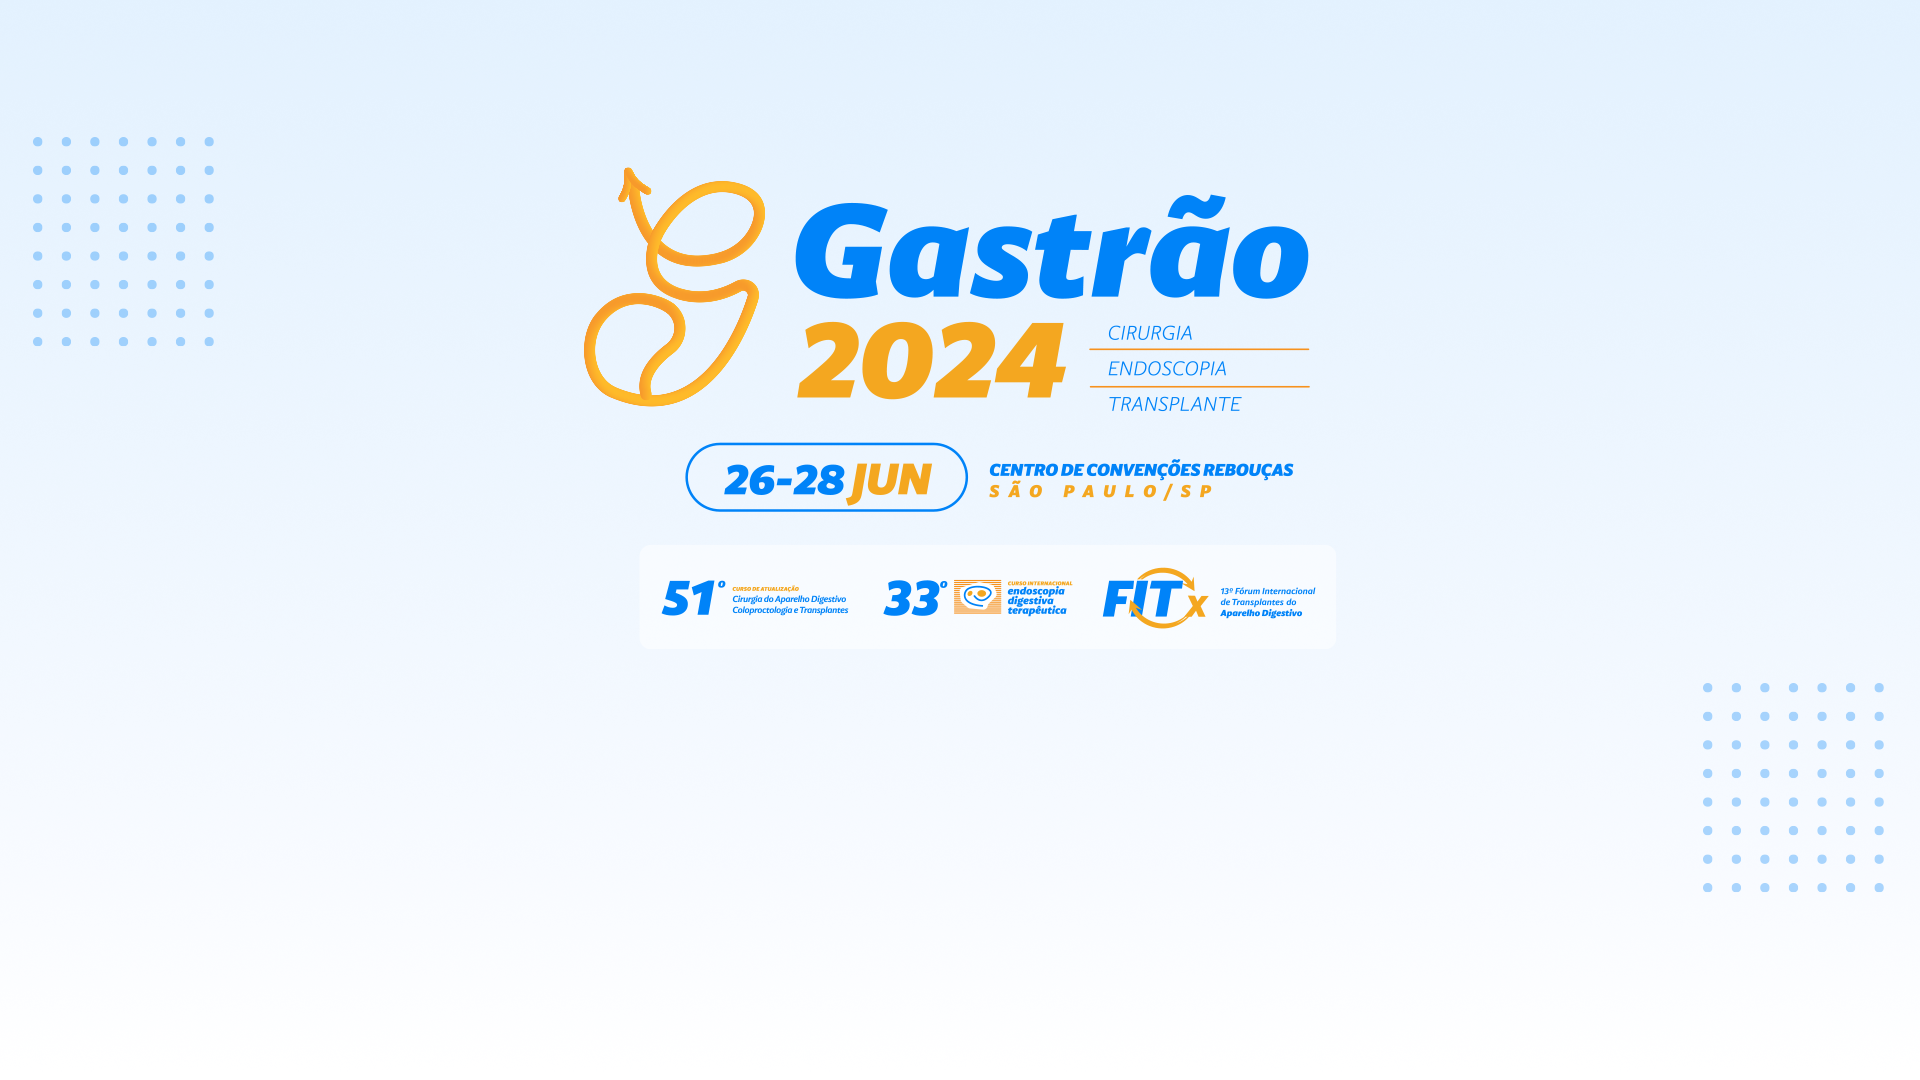 Gastrão
2024
CIRURGIA
ENDOSCOPIA
TRANSPLANTE
26-28 JUN
CENTRO DE CONVENÇÕES REBOUÇAS
SÃO PAULO/SP
51º
CURSO DE ATUALIZAÇÃO
Cirurgia do Aparelho Digestivo
Coloproctologia e Transplantes
33º
CURSO INTERNACIONAL
endoscopia
digestiva
terapêutica
FITx
13º Fórum Internacional
de Transplantes do
Aparelho Digestivo